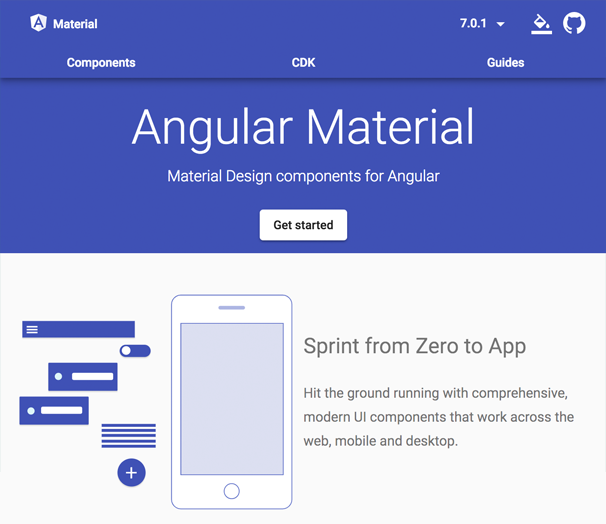 Material
7.0.1
Components
CDK
Guides
Angular Material
Material Design components for Angular
Get started
Sprint from Zero to App
Hit the ground running with comprehensive,
modern UI components that work across the
web, mobile and desktop.